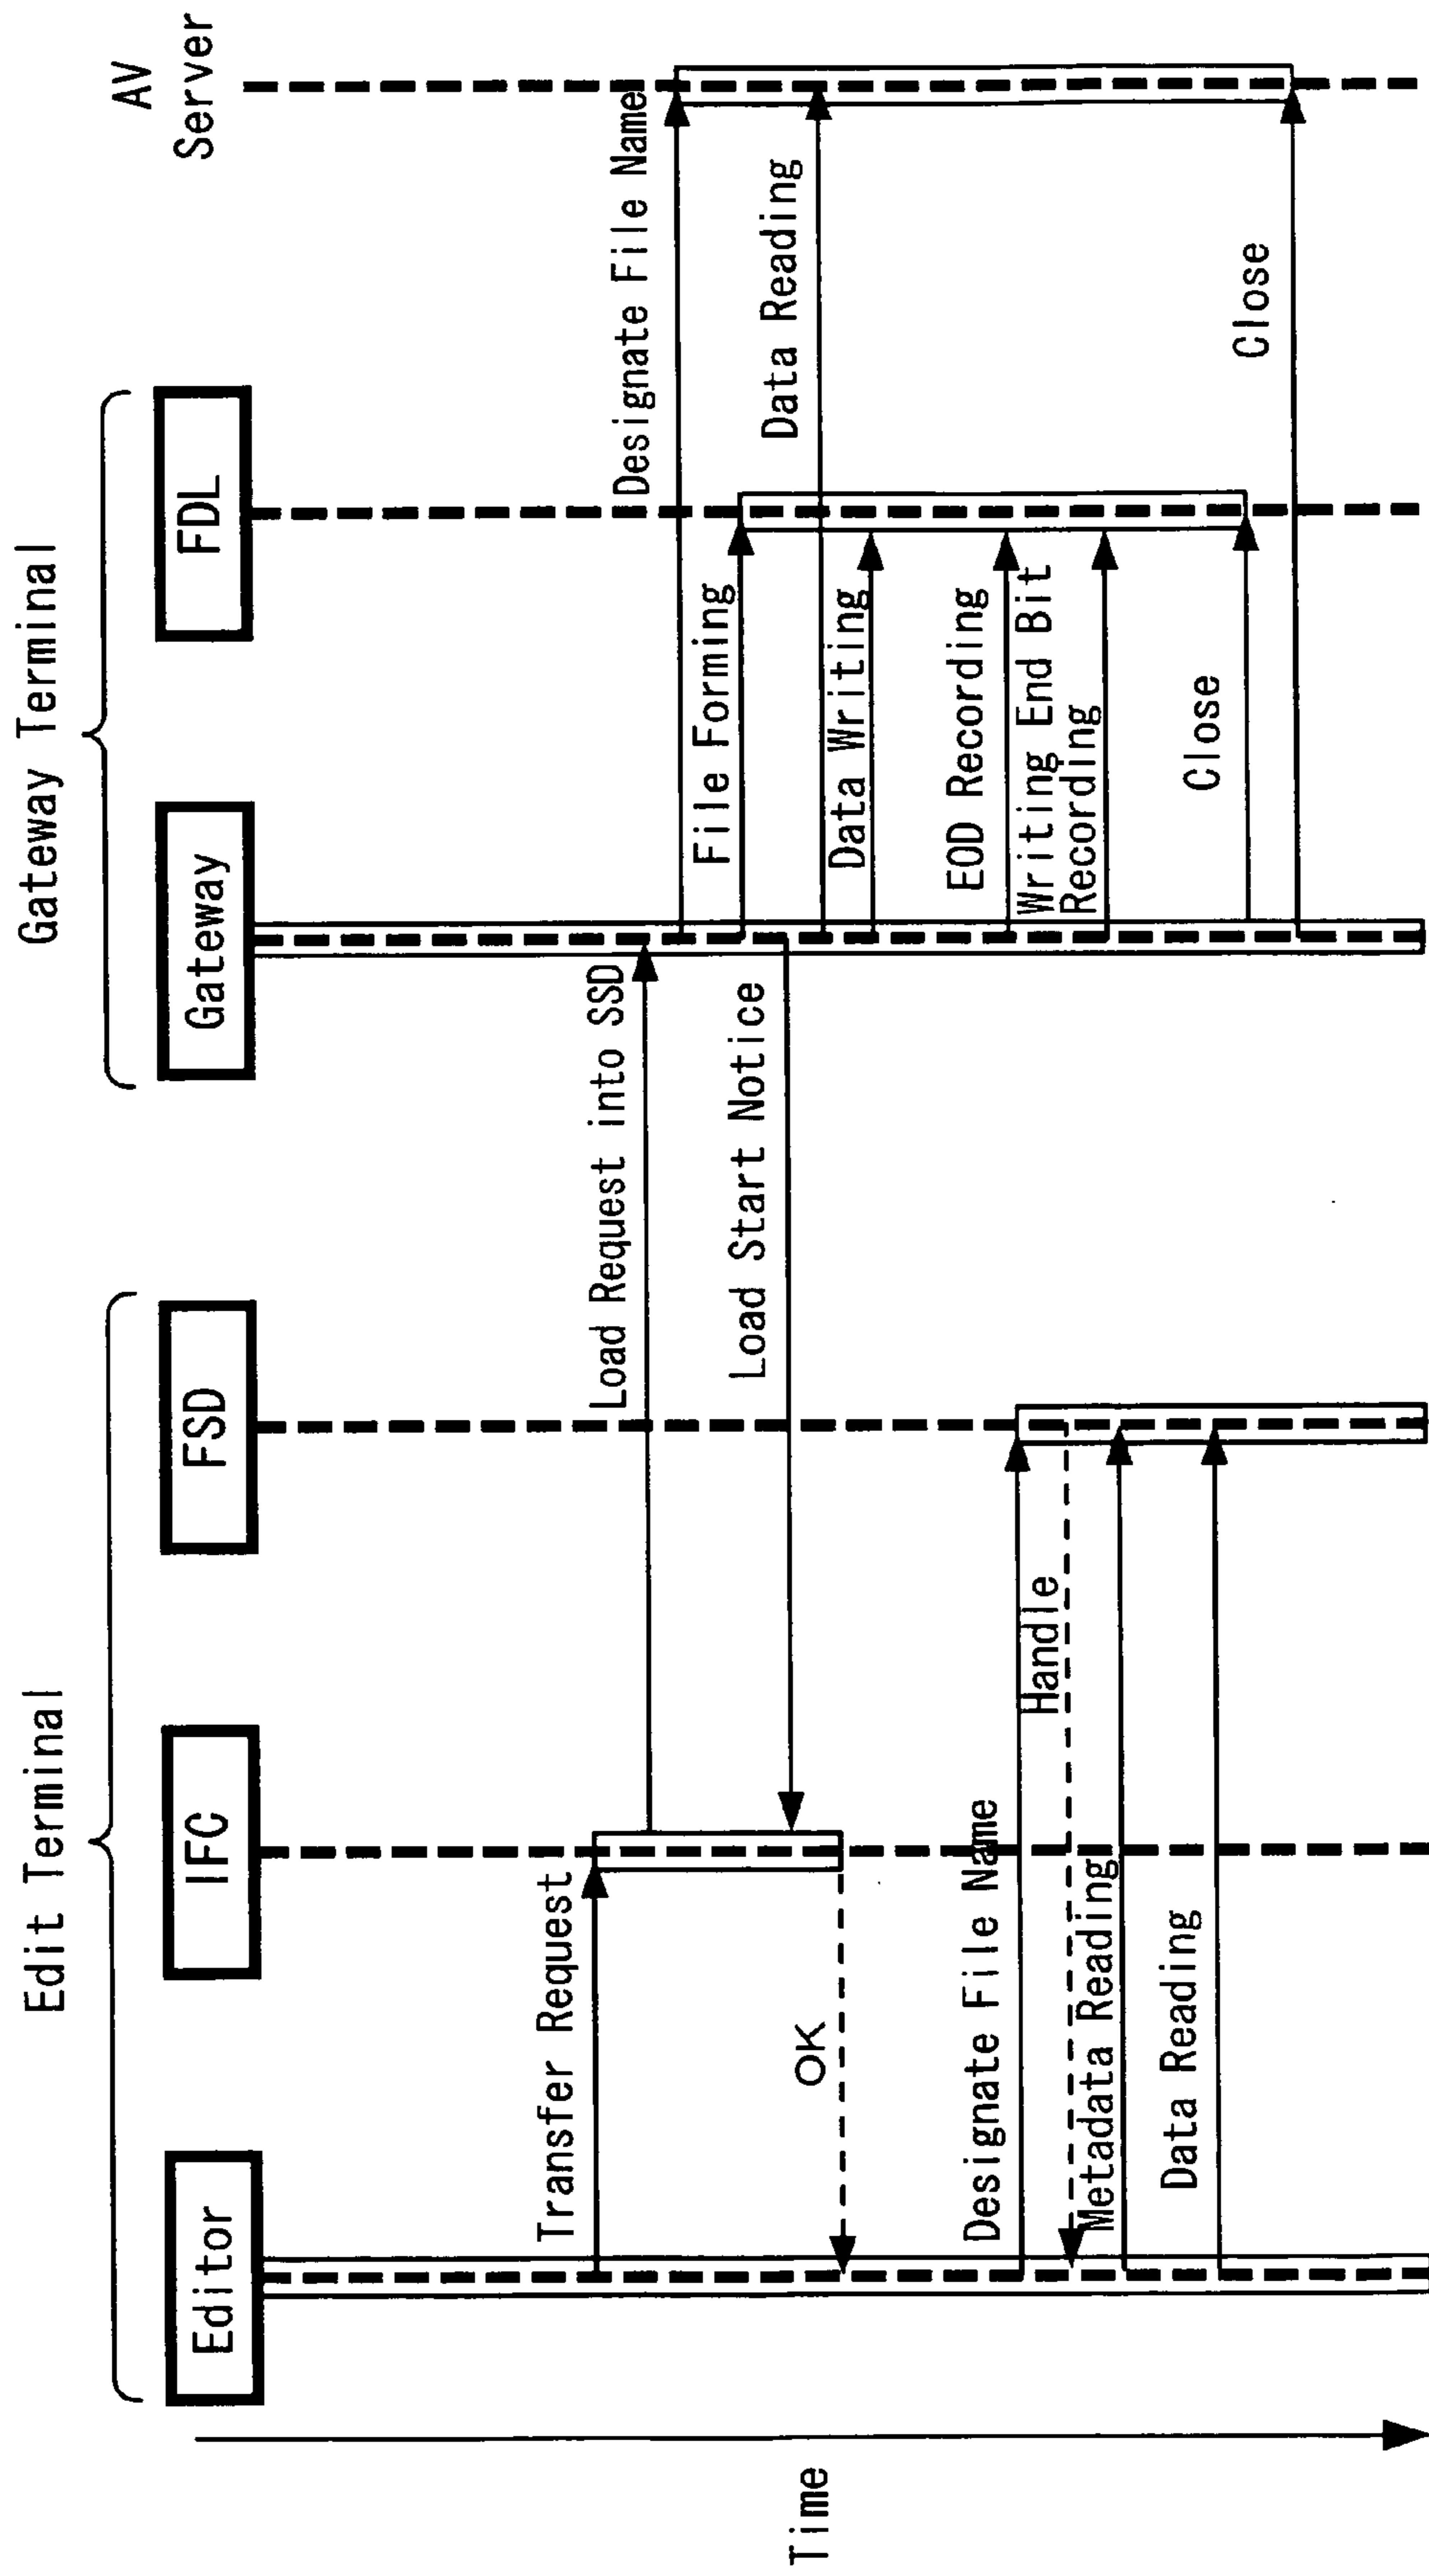 Edit Terminal
Gateway Terminal
AV
Server
Editor
IFC
FSD
Gateway
FDL
Time
Transfer Request
Load Request into SSD
Designate File Name
File Forming
Load Start Notice
Data Reading
OK
Data Writing
Designate File Name
EOD Recording
Handle
Writing End Bit
Recording
Metadata Reading
Data Reading
Close
Close